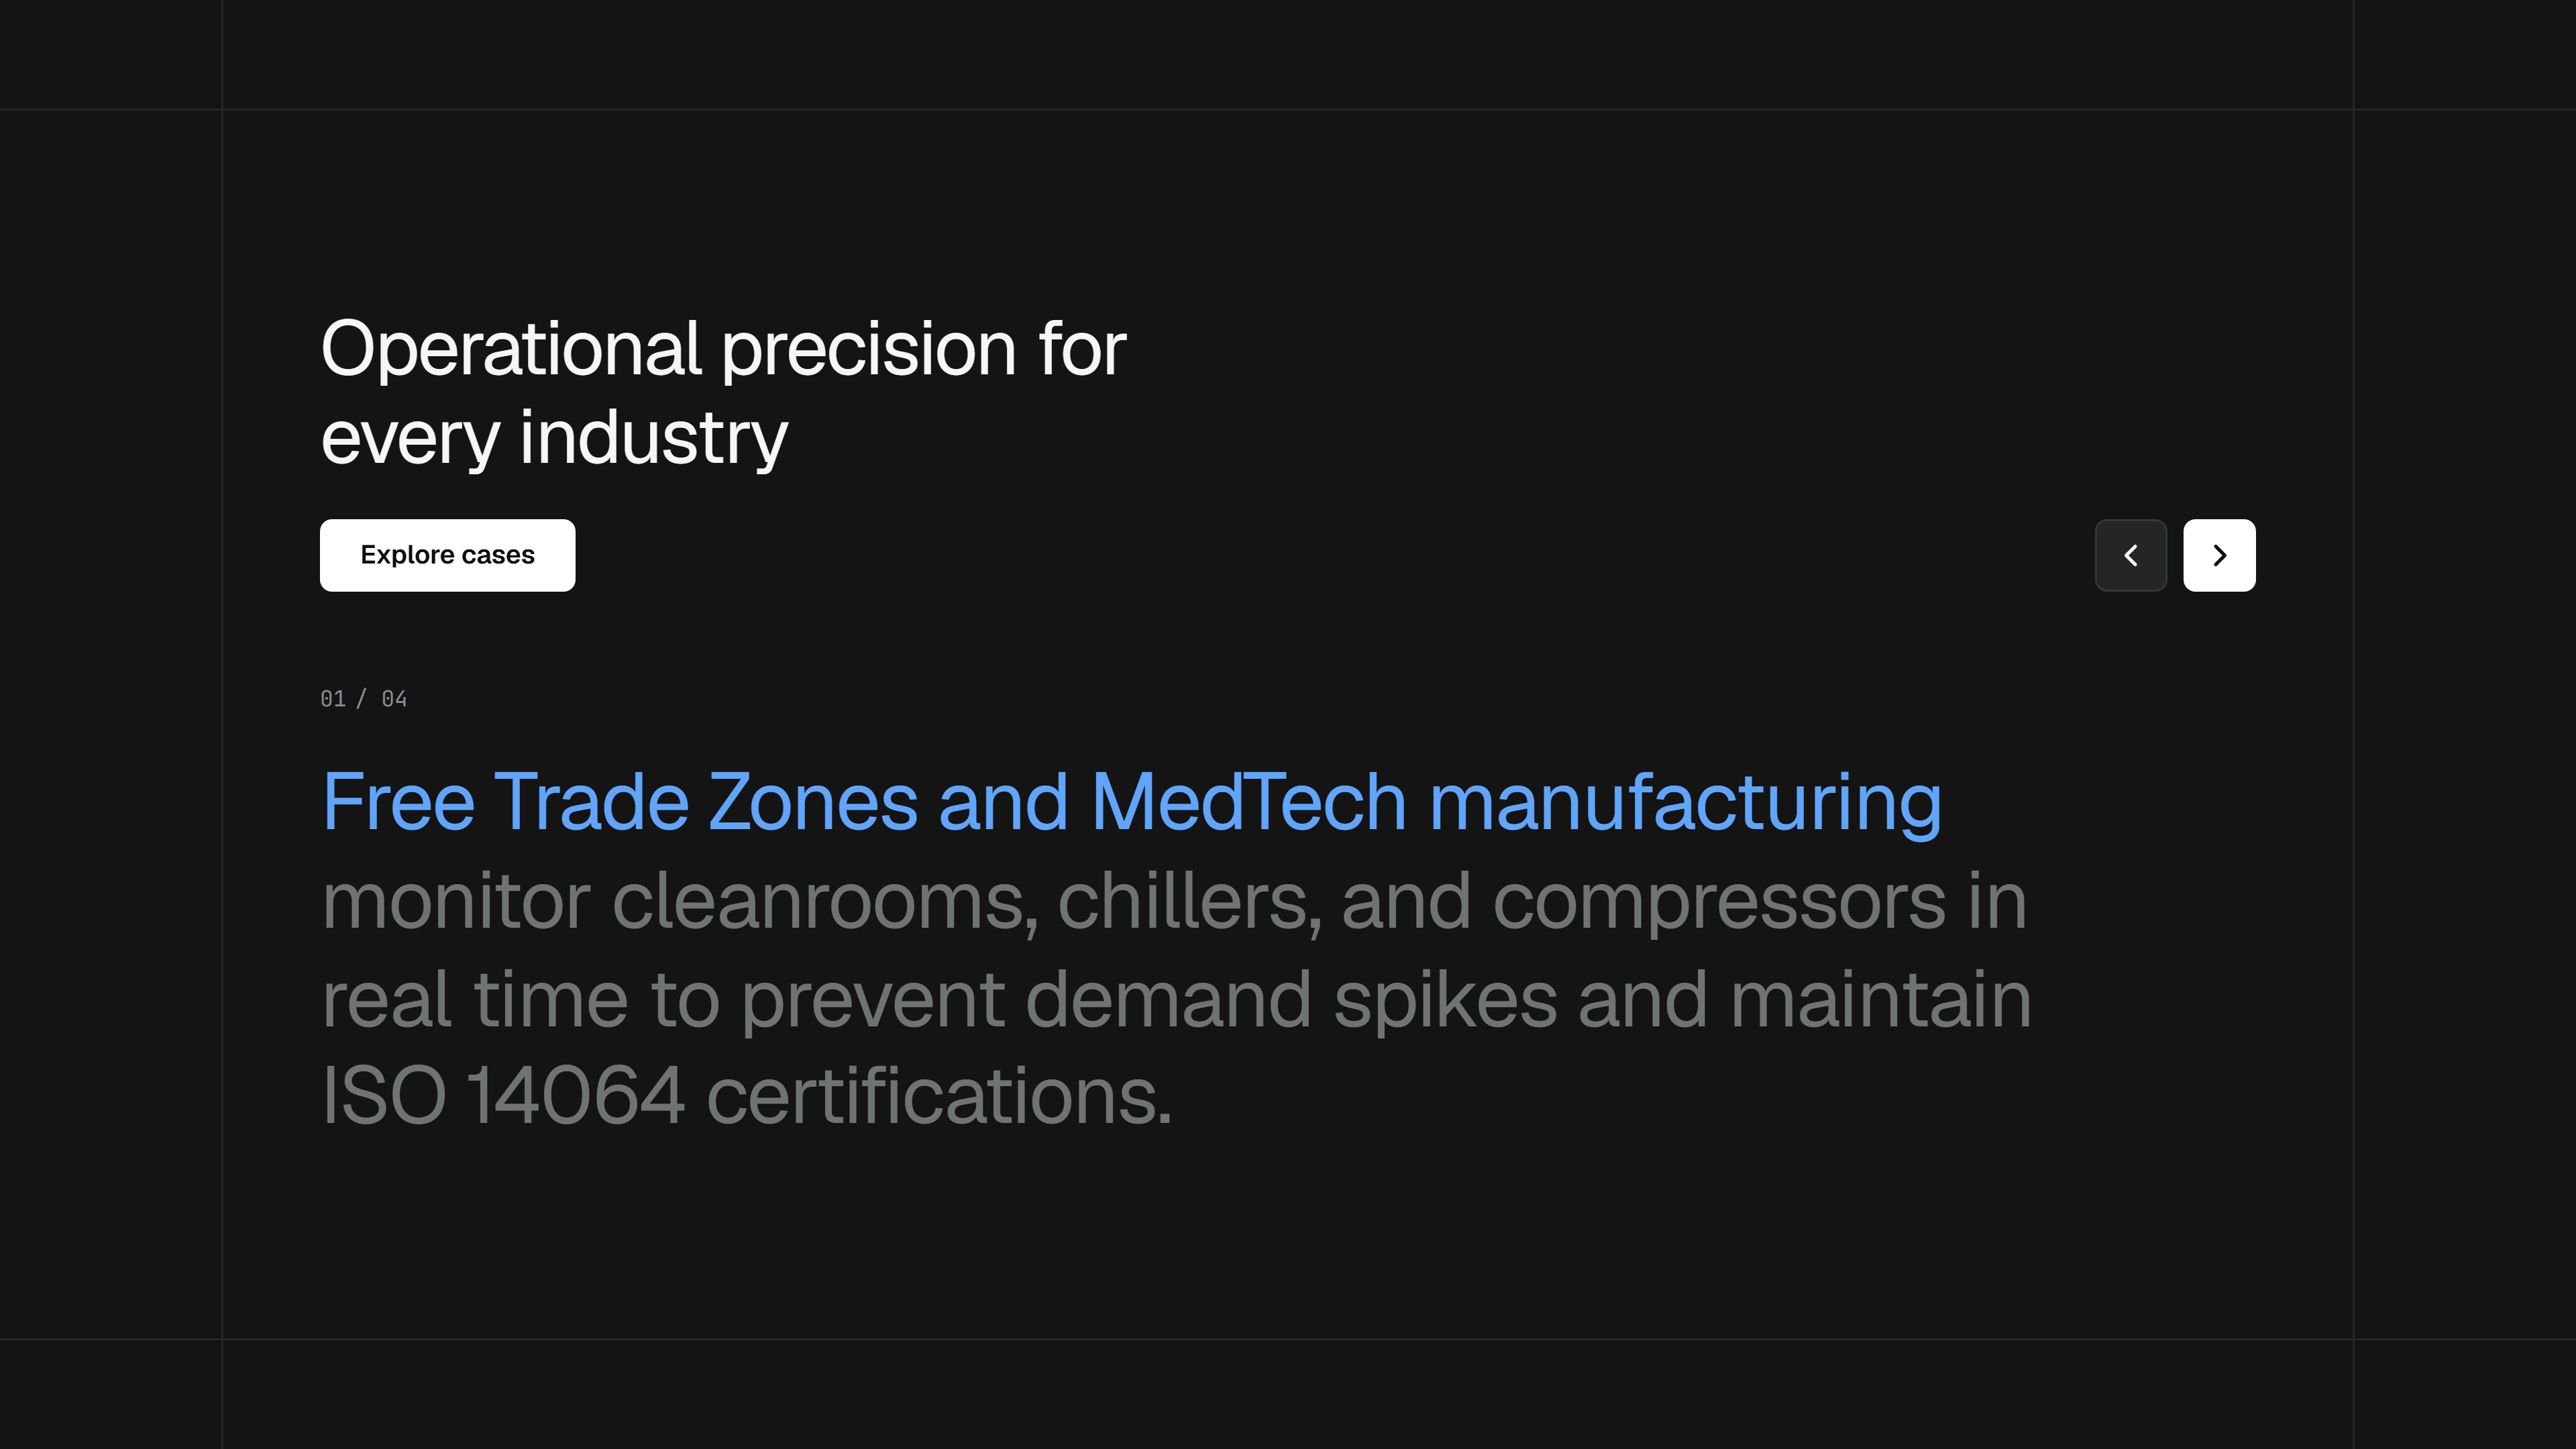 Operational precision for
every industry
Explore cases
01 / 04
Free Trade Zones and MedTech manufacturing
monitor cleanrooms, chillers, and compressors in
real time to prevent demand spikes and maintain
ISO 14064 certifications.